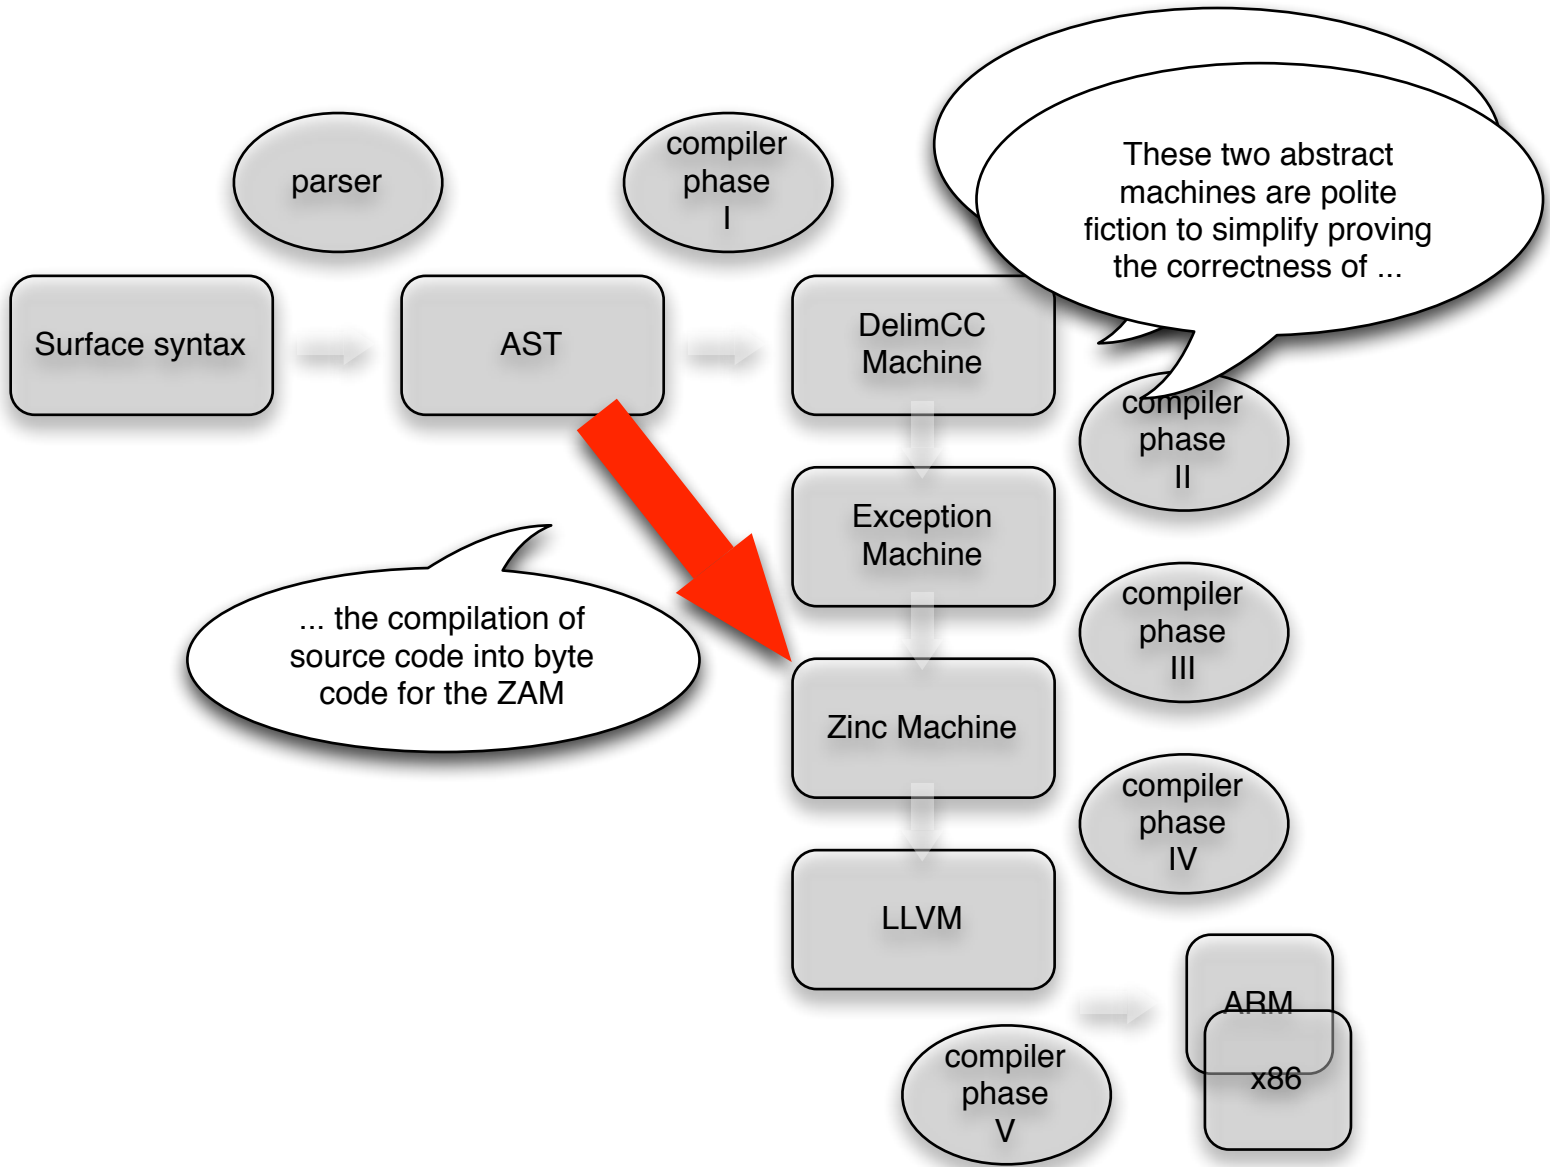 parser
compiler
phase
I
These two abstract
machines are polite
fiction to simplify proving
the correctness of ...
Surface syntax
AST
DelimCC
Machine
compiler
phase
II
Exception
Machine
... the compilation of
source code into byte
code for the ZAM
compiler
phase
III
Zinc Machine
compiler
phase
IV
LLVM
ARM
x86
compiler
phase
V